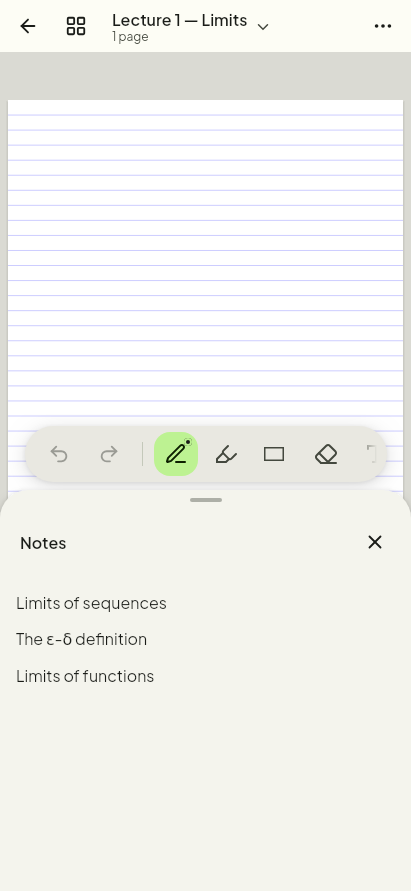 Lecture 1 — Limits
1 page
Notes
Limits of sequences
The ε-δ definition
Limits of functions